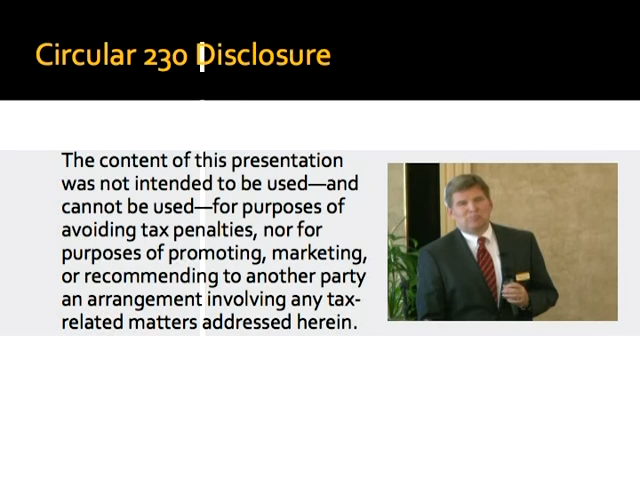 Circular 230 Disclosure
The content of this presentation
was not intended to be used—and
cannot be used—for purposes of
avoiding tax penalties, nor for
purposes of promoting, marketing,
or recommending to another party
an arrangement involving any tax-
related matters addressed herein.